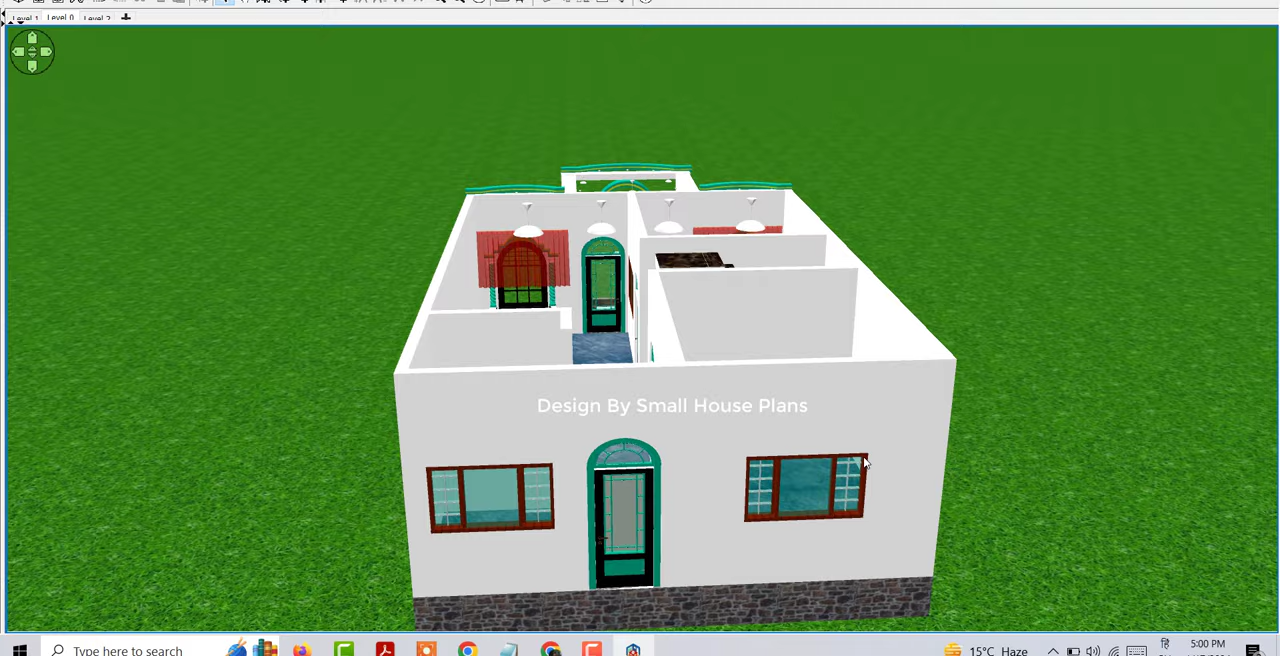 Level 1 Level 0 Level 2
Design By Small House Plans
Type here to search
15°C Haze
5:00 PM